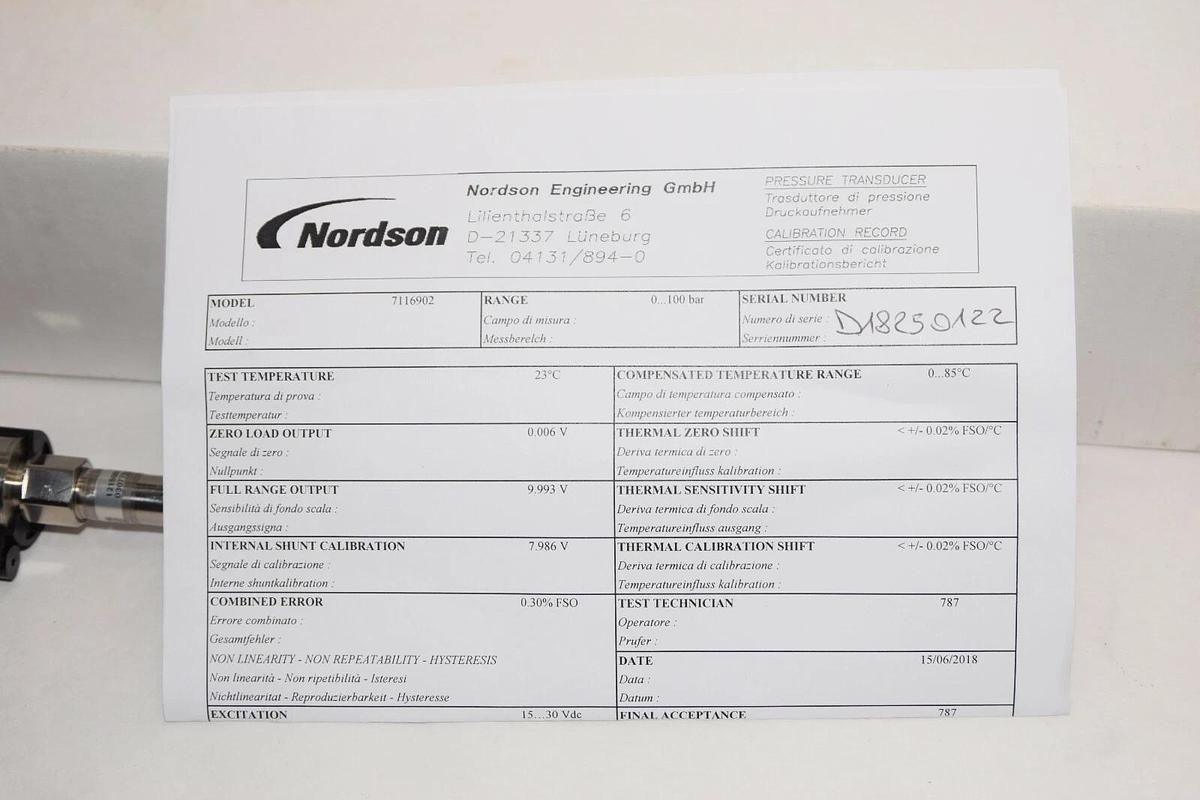 Nordson
Nordson Engineering GmbH
Lilienthalstraße 6
D-21337 Lüneburg
Tel. 04131/894-0
PRESSURE TRANSDUCER
Trasduttore di pressione
Druckaufnehmer
CALIBRATION RECORD
Certificato di calibrazione
Kalibrationsbericht
MODEL 7116902
Modello :
Modell :
RANGE 0...100 bar
Campo di misura :
Messbereich :
SERIAL NUMBER
Numero di serie : D18250122
Serriennummer :
TEST TEMPERATURE 23°C
Temperatura di prova :
Testtemperatur :
COMPENSATED TEMPERATURE RANGE 0...85°C
Campo di temperatura compensato :
Kompensierter temperaturbereich :
ZERO LOAD OUTPUT 0.006 V
Segnale di zero :
Nullpunkt :
THERMAL ZERO SHIFT < +/- 0.02% FSO/°C
Deriva termica di zero :
Temperatureinfluss kalibration :
FULL RANGE OUTPUT 9.993 V
Sensibilità di fondo scala :
Ausgangssigna :
THERMAL SENSITIVITY SHIFT < +/- 0.02% FSO/°C
Deriva termica di fondo scala :
Temperatureinfluss ausgang :
INTERNAL SHUNT CALIBRATION 7.986 V
Segnale di calibrazione :
Interne shuntkalibration :
THERMAL CALIBRATION SHIFT < +/- 0.02% FSO/°C
Deriva termica di calibrazione :
Temperatureinfluss kalibration :
COMBINED ERROR 0.30% FSO
Errore combinato :
Gesamtfehler :
NON LINEARITY - NON REPEATABILITY - HYSTERESIS
Non linearità - Non ripetibilità - Isteresi
Nichtlinearitat - Reproduzierbarkeit - Hysteresse
TEST TECHNICIAN 787
Operatore :
Prufer :
DATE 15/06/2018
Data :
Datum :
EXCITATION 15...30 Vdc
FINAL ACCEPTANCE 787